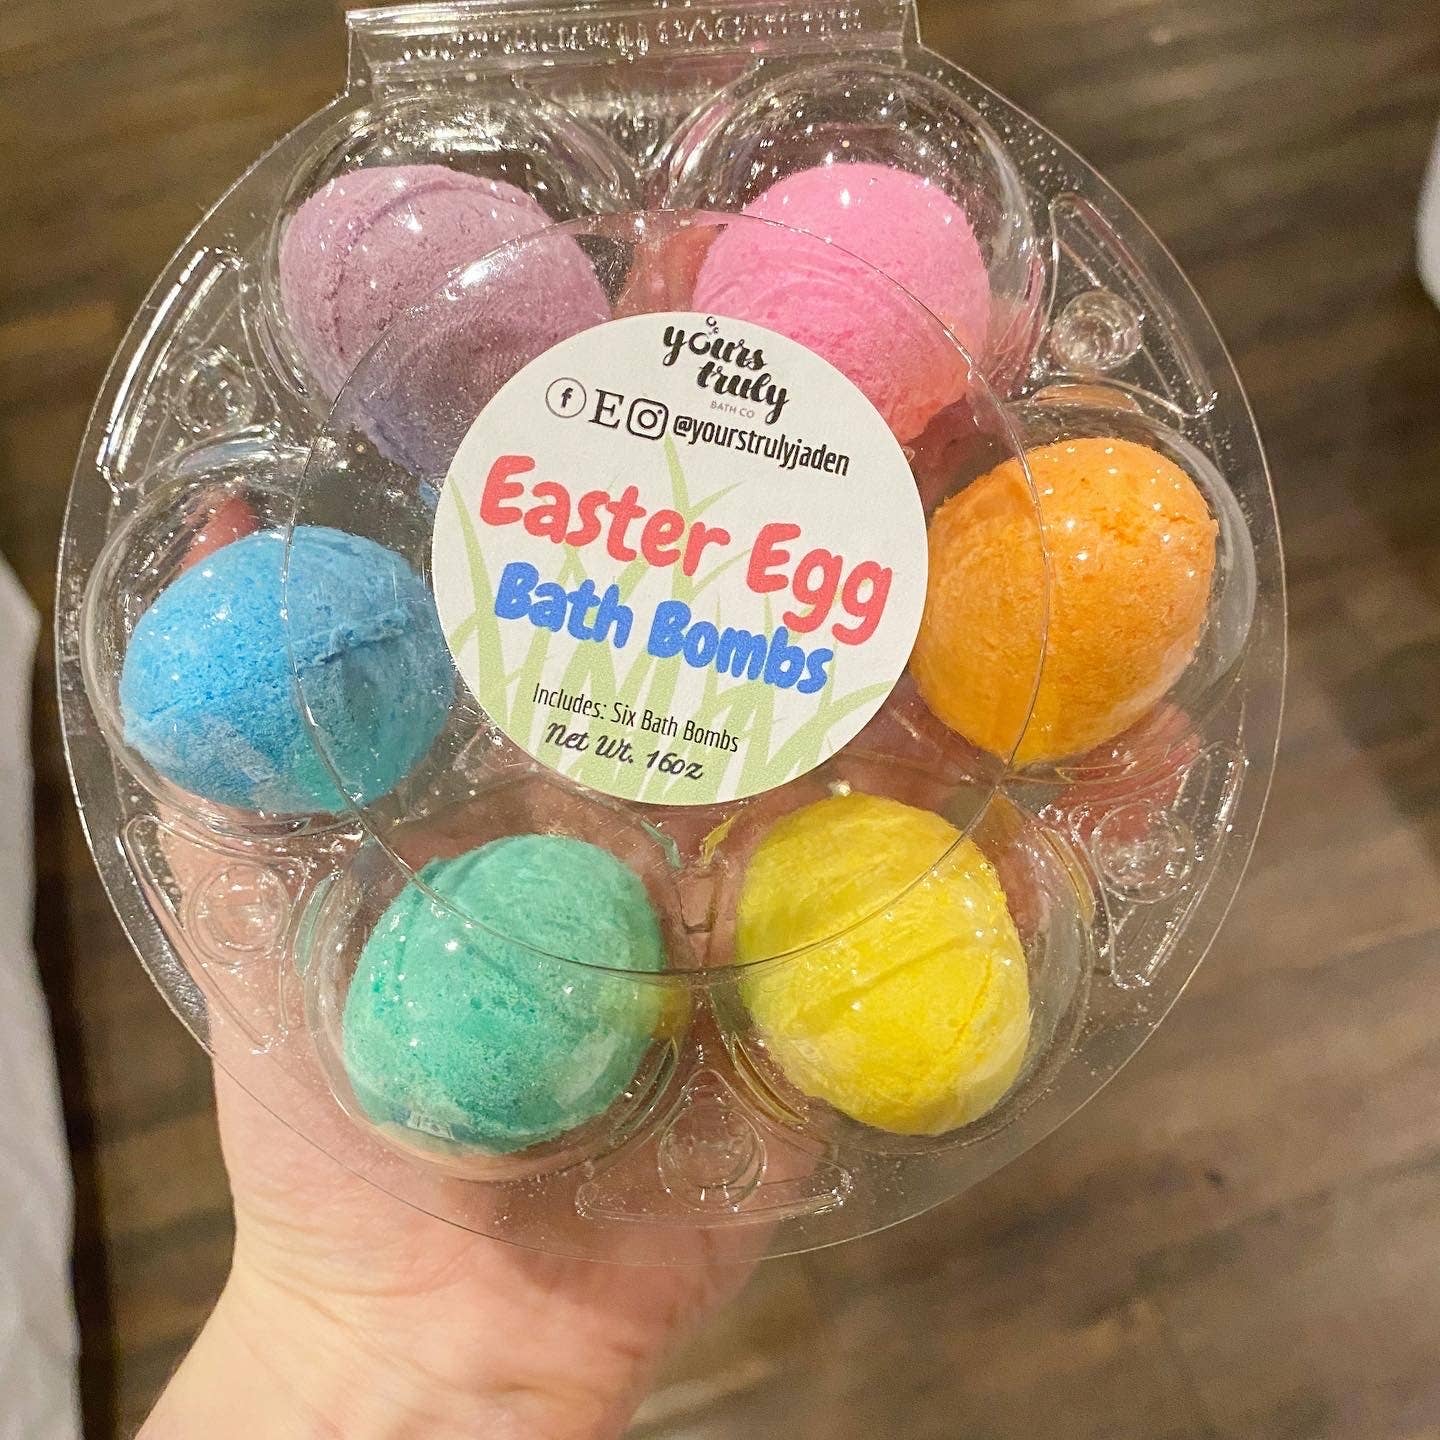 yours
truly
BATH CO
f E @yourstrulyjaden
Easter Egg
Bath Bombs
Includes: Six Bath Bombs
Net Wt. 16oz